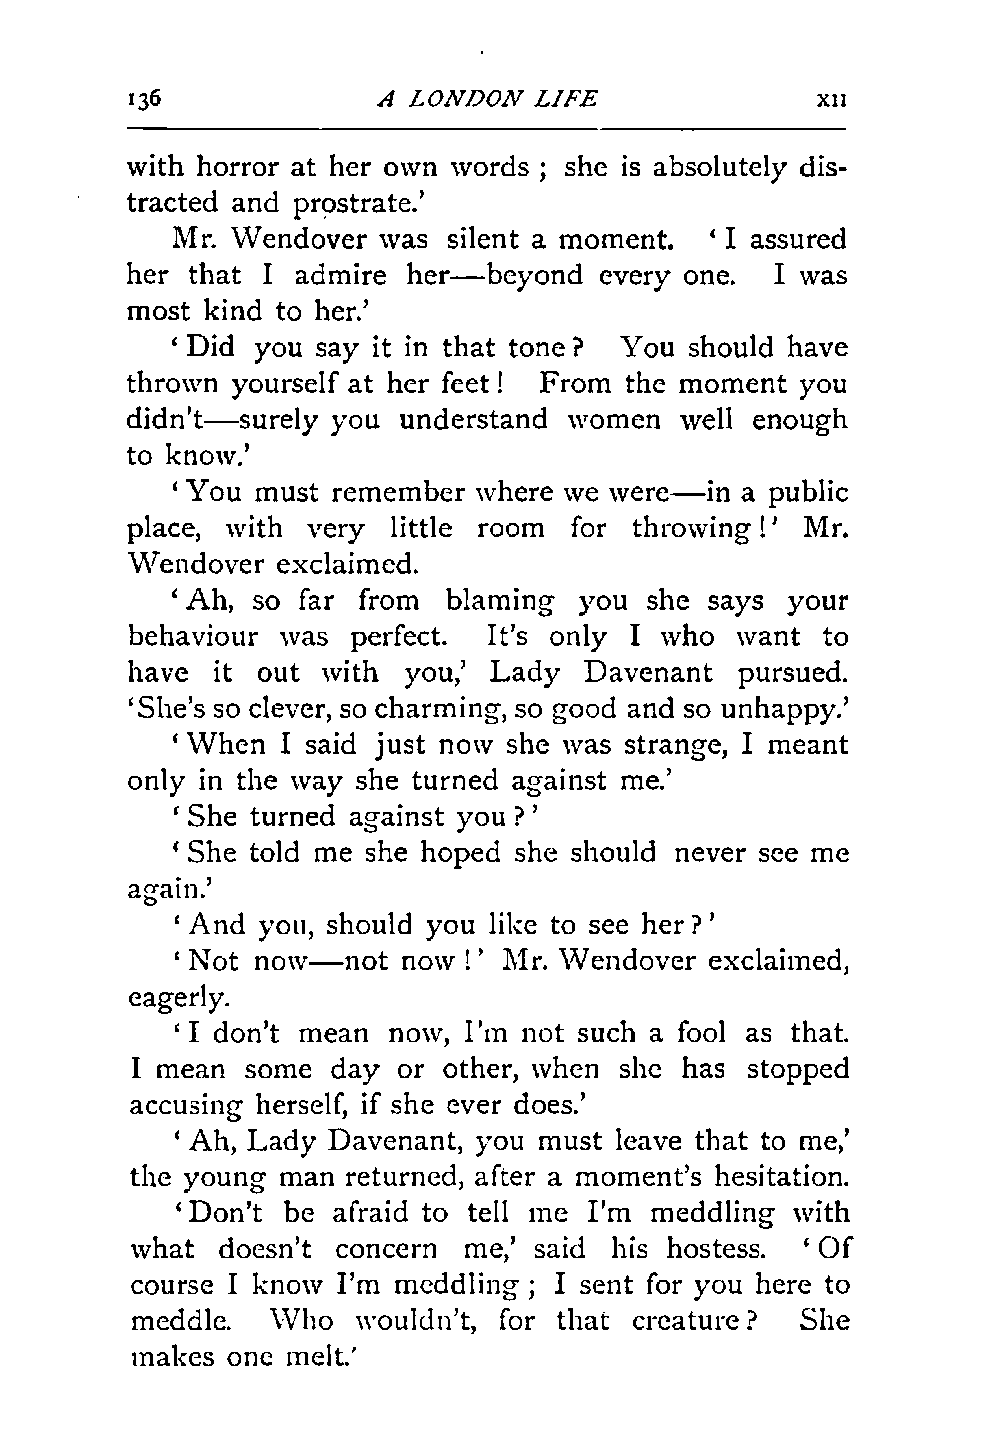 136 A LONDON LIFE XII
with horror at her own words ; she is absolutely dis-
tracted and prostrate.’
Mr. Wendover was silent a moment. ‘ I assured
her that I admire her—beyond every one. I was
most kind to her.’
‘ Did you say it in that tone ? You should have
thrown yourself at her feet ! From the moment you
didn't—surely you understand women well enough
to know.’
‘ You must remember where we were—in a public
place, with very little room for throwing ! ’ Mr.
Wendover exclaimed.
‘ Ah, so far from blaming you she says your
behaviour was perfect. It’s only I who want to
have it out with you,’ Lady Davenant pursued.
‘She’s so clever, so charming, so good and so unhappy.’
‘ When I said just now she was strange, I meant
only in the way she turned against me.’
‘ She turned against you ? ’
‘ She told me she hoped she should never see me
again.’
‘ And you, should you like to see her ? ’
‘ Not now—not now ! ’ Mr. Wendover exclaimed,
eagerly.
‘ I don’t mean now, I’m not such a fool as that.
I mean some day or other, when she has stopped
accusing herself, if she ever does.’
‘ Ah, Lady Davenant, you must leave that to me,’
the young man returned, after a moment’s hesitation.
‘ Don’t be afraid to tell me I’m meddling with
what doesn’t concern me,’ said his hostess. ‘ Of
course I know I’m meddling ; I sent for you here to
meddle. Who wouldn’t, for that creature ? She
makes one melt.’